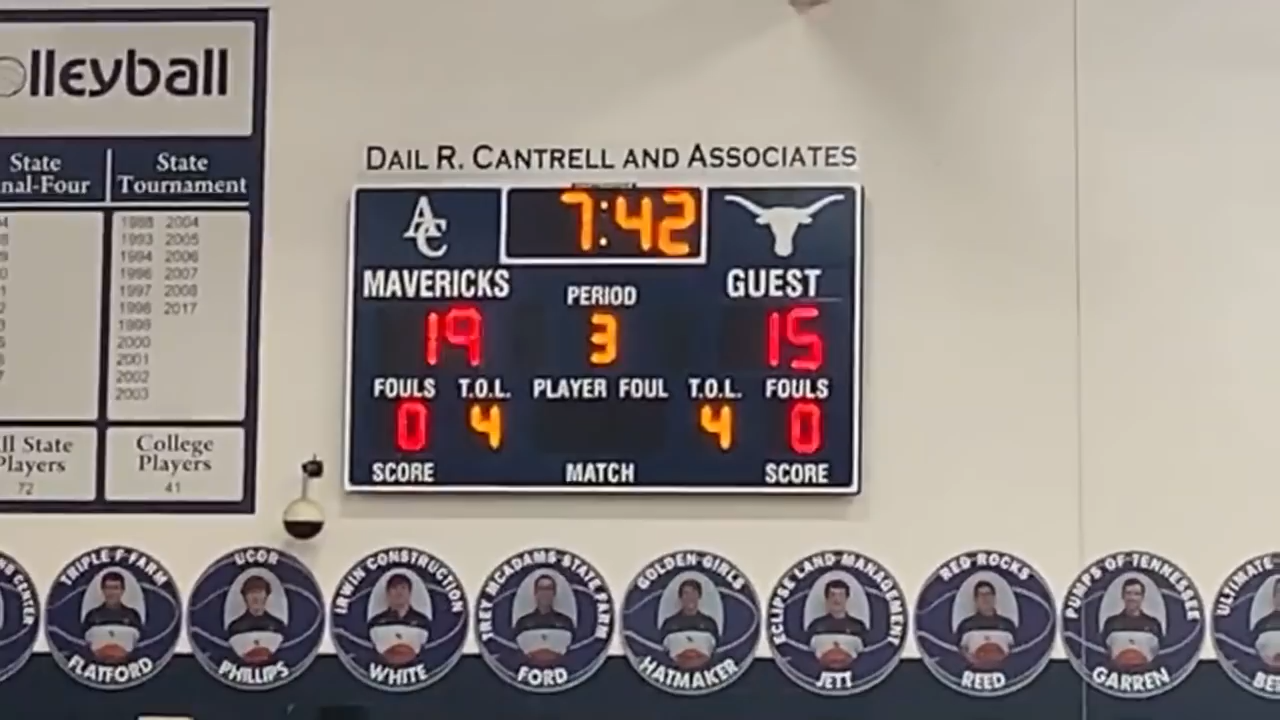 olleyball
State
nal-Four
State
Tournament
1988 2004
1993 2005
1994 2006
1996 2007
1997 2008
1998 2017
1999
2000
2001
2002
2003
ll State
Players
72
College
Players
41
DAIL R. CANTRELL AND ASSOCIATES
AC
7:42
MAVERICKS
PERIOD
GUEST
19
3
15
FOULS T.O.L. PLAYER FOUL T.O.L. FOULS
0 4 4 0
SCORE MATCH SCORE
TRIPLE F FARM
FLATFORD
UCOR
PHILLIPS
IRWIN CONSTRUCTION
WHITE
TREY MCADAMS STATE FARM
FORD
GOLDEN GIRLS
HATMAKER
ECLIPSE LAND MANAGEMENT
JETT
RED ROCKS
REED
PUMPS OF TENNESSEE
GARREN
ULTIMATE
BE